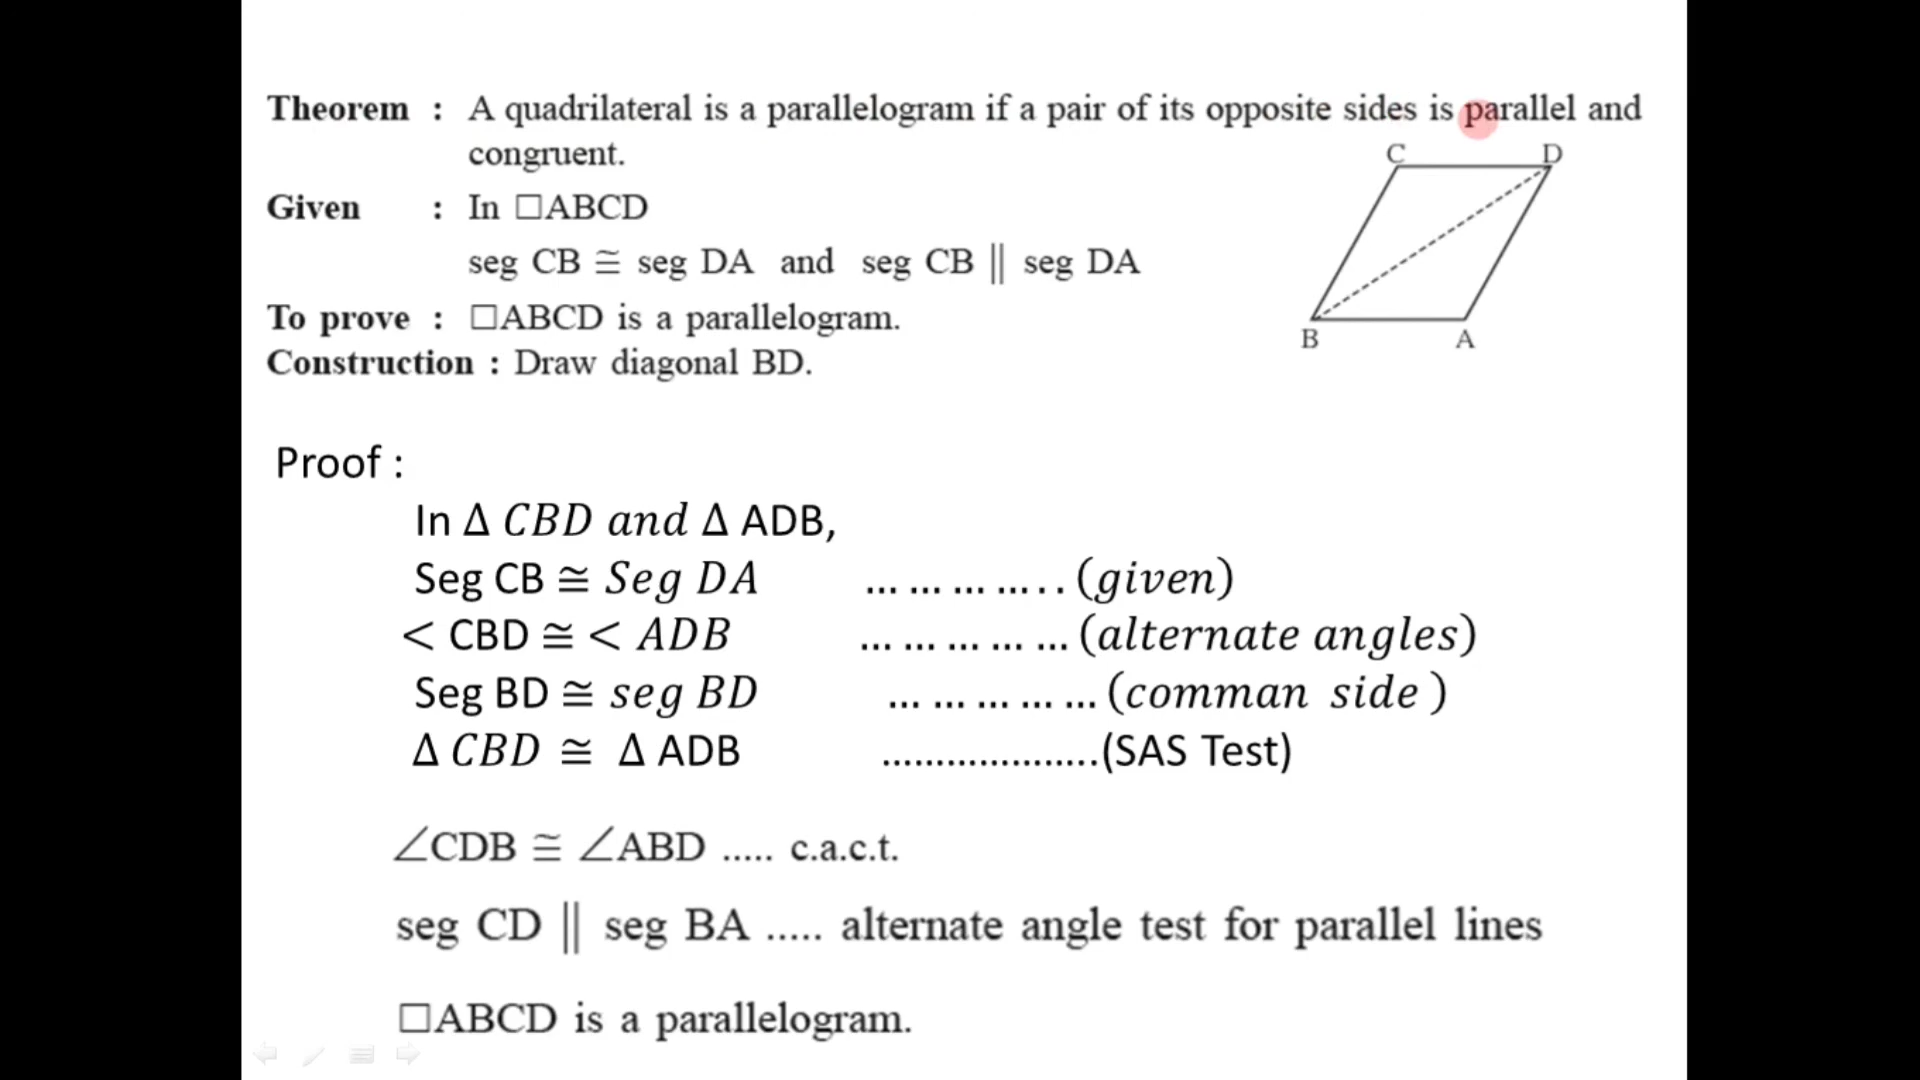 Theorem : A quadrilateral is a parallelogram if a pair of its opposite sides is parallel and
congruent.
C D
Given : In □ABCD
seg CB ≅ seg DA and seg CB || seg DA
To prove : □ABCD is a parallelogram.
B A
Construction : Draw diagonal BD.
Proof :
In Δ CBD and Δ ADB,
Seg CB ≅ Seg DA ... ... ... ..... (given)
< CBD ≅ < ADB ... ... ... ... ... (alternate angles)
Seg BD ≅ seg BD ... ... ... ... ... (comman side )
Δ CBD ≅ Δ ADB ....................(SAS Test)
∠CDB ≅ ∠ABD ..... c.a.c.t.
seg CD || seg BA ..... alternate angle test for parallel lines
□ABCD is a parallelogram.